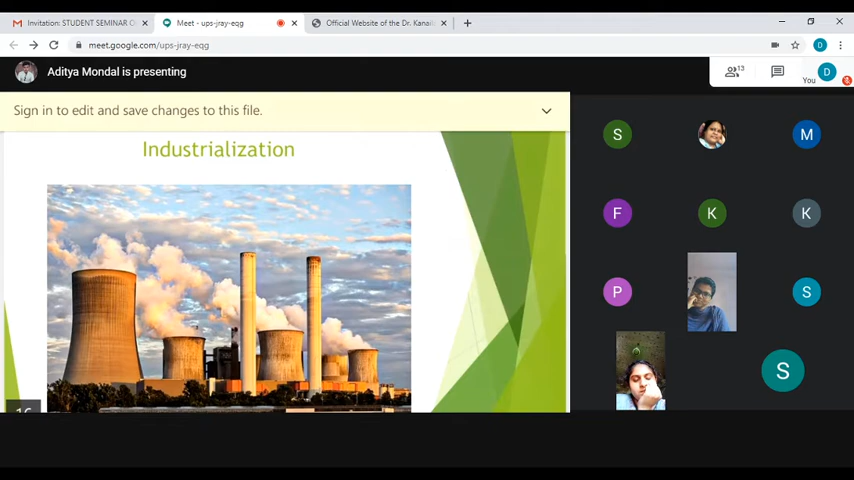 Invitation: STUDENT SEMINAR O
Meet - ups-jray-eqg
Official Website of the Dr. Kanail
meet.google.com/ups-jray-eqg
D
Aditya Mondal is presenting
13
D
You
Sign in to edit and save changes to this file.
Industrialization
S
M
F
K
K
P
S
S
16